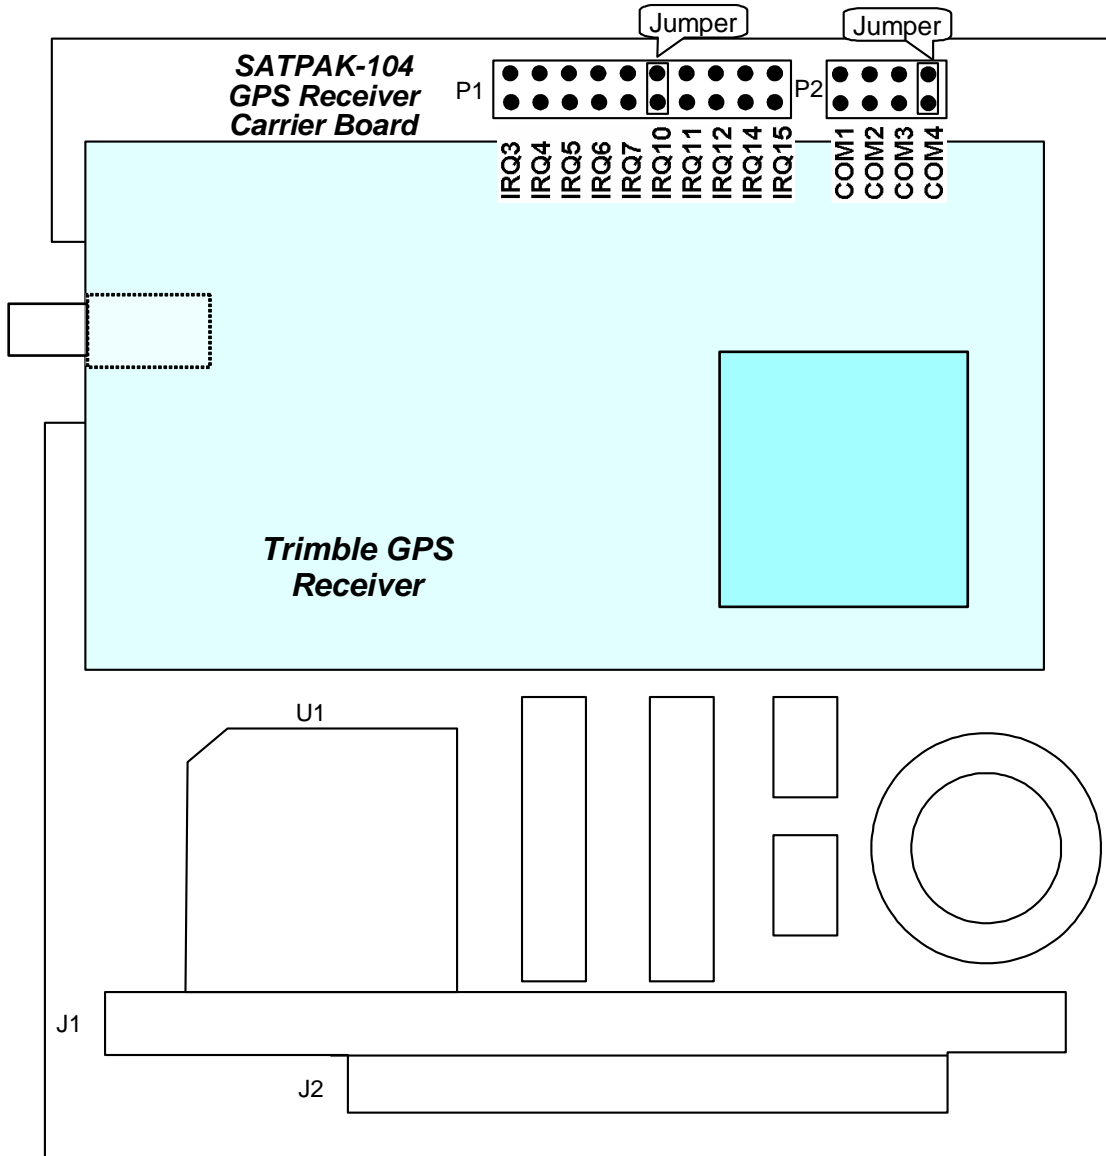 Jumper
Jumper
SATPAK-104
GPS Receiver
Carrier Board
P1
P2
IRQ3
IRQ4
IRQ5
IRQ6
IRQ7
IRQ10
IRQ11
IRQ12
IRQ14
IRQ15
COM1
COM2
COM3
COM4
Trimble GPS
Receiver
U1
J1
J2